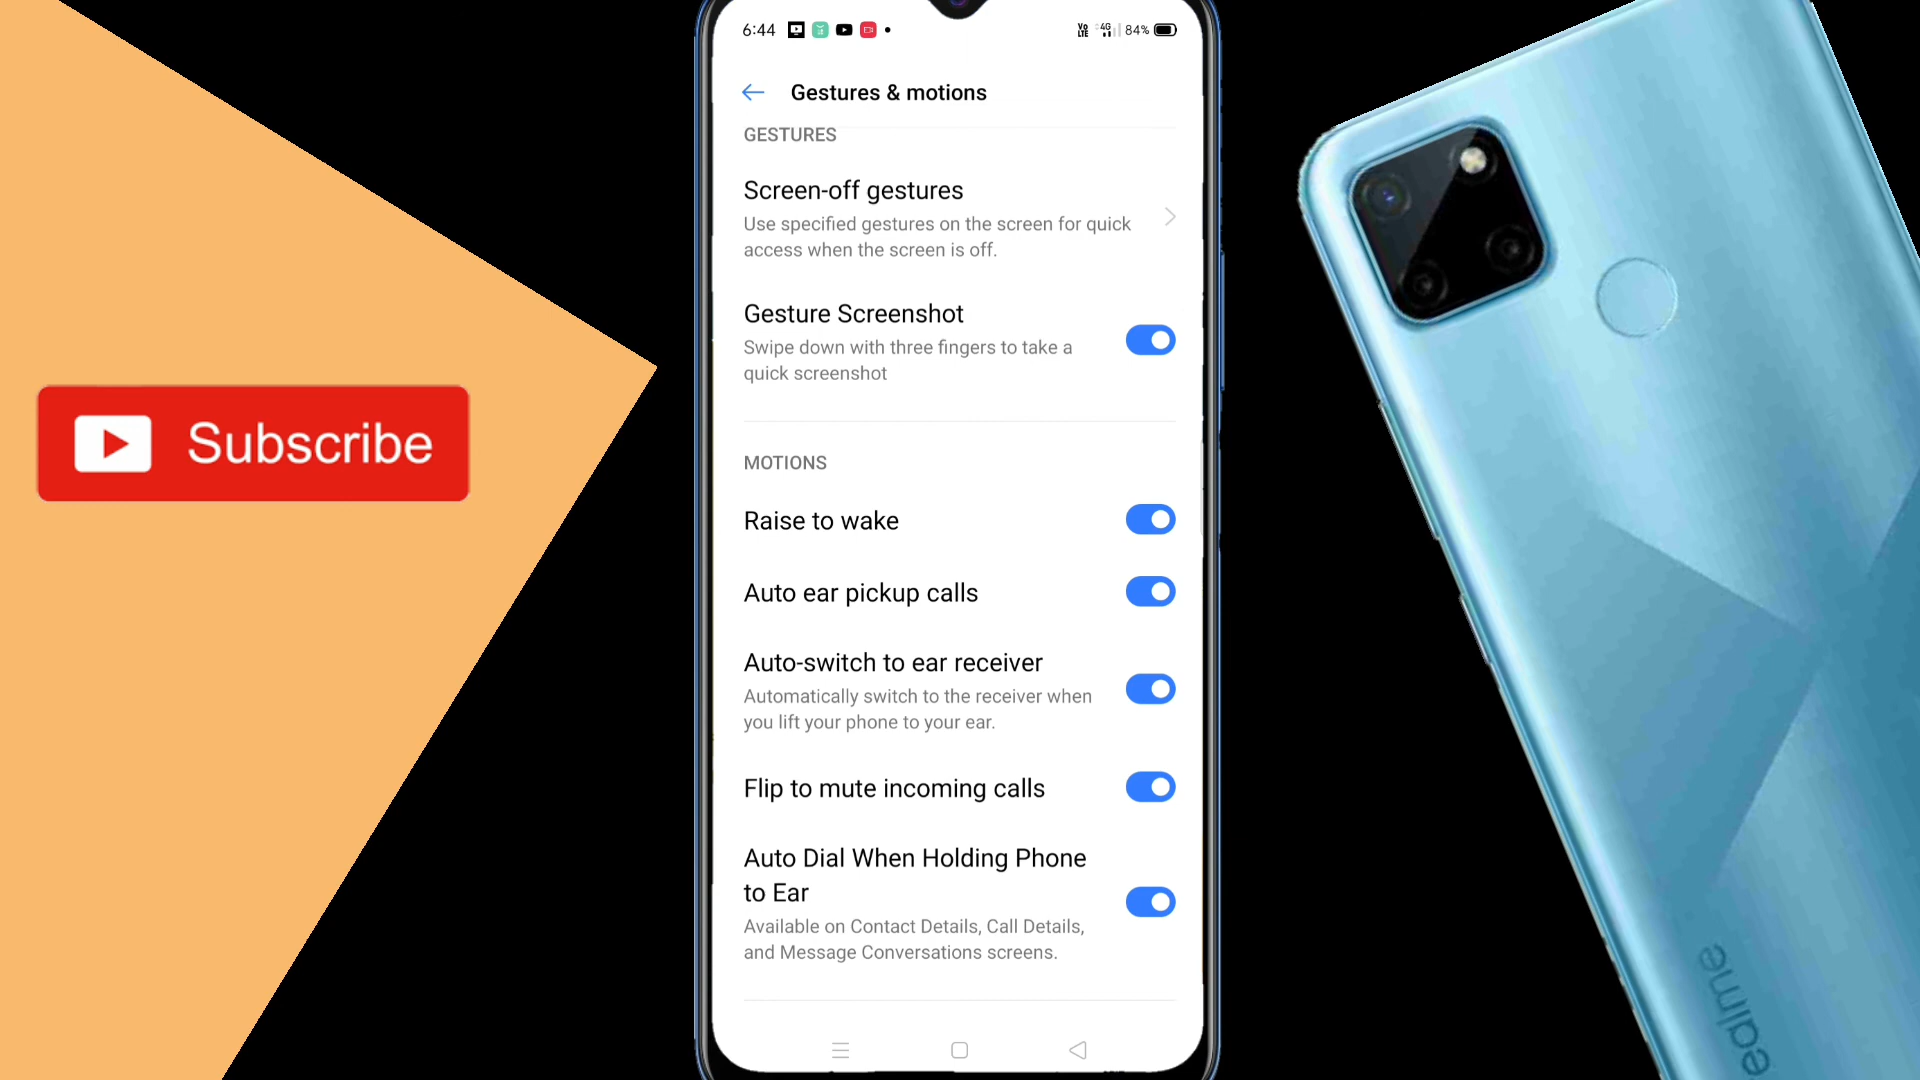 6:44
Vo LTE 4G 84%
Gestures & motions
GESTURES
Screen-off gestures
Use specified gestures on the screen for quick
access when the screen is off.
Gesture Screenshot
Swipe down with three fingers to take a
quick screenshot
MOTIONS
Raise to wake
Auto ear pickup calls
Auto-switch to ear receiver
Automatically switch to the receiver when
you lift your phone to your ear.
Flip to mute incoming calls
Auto Dial When Holding Phone
to Ear
Available on Contact Details, Call Details,
and Message Conversations screens.
Subscribe
realme